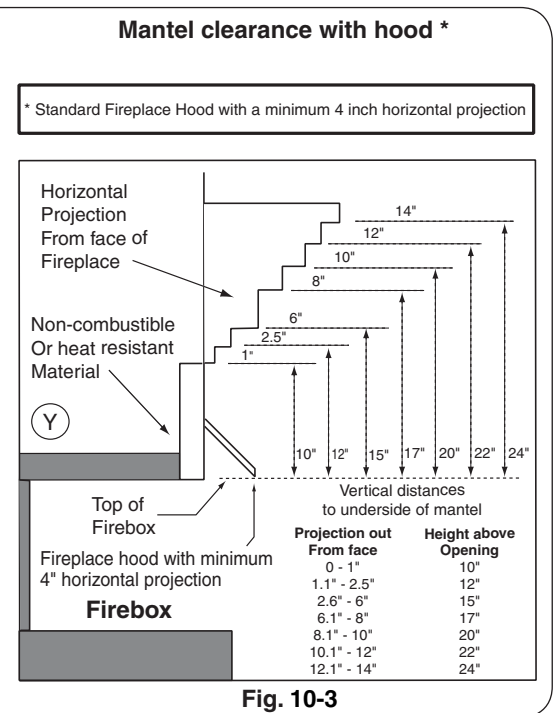 Mantel clearance with hood *
* Standard Fireplace Hood with a minimum 4 inch horizontal projection
Horizontal
Projection
From face of
Fireplace
14"
12"
10"
8"
6"
2.5"
1"
Non-combustible
Or heat resistant
Material
Y
10" 12" 15" 17" 20" 22" 24"
Top of
Firebox
Fireplace hood with minimum
4" horizontal projection
Firebox
Vertical distances
to underside of mantel
Projection out Height above
From face Opening
0 - 1" 10"
1.1" - 2.5" 12"
2.6" - 6" 15"
6.1" - 8" 17"
8.1" - 10" 20"
10.1" - 12" 22"
12.1" - 14" 24"
Fig. 10-3